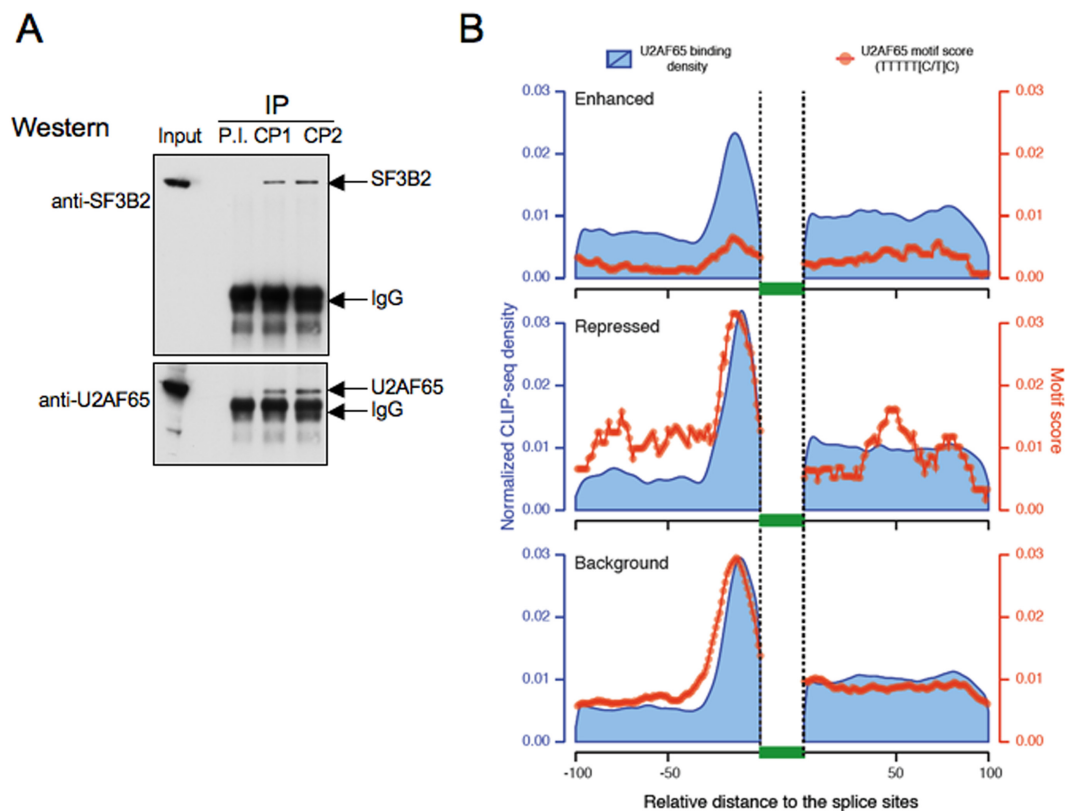 A
Western
IP
Input P.I. CP1 CP2
anti-SF3B2
SF3B2
IgG
anti-U2AF65
U2AF65
IgG
B
U2AF65 binding
density
U2AF65 motif score
(TTTTT[C/T]C)
Enhanced
0.03
0.02
0.01
0.00
0.03
0.02
0.01
0.00
Repressed
0.03
0.02
0.01
0.00
0.03
0.02
0.01
0.00
Background
0.03
0.02
0.01
0.00
0.03
0.02
0.01
0.00
Normalized CLIP-seq density
Motif score
-100
-50
50
100
Relative distance to the splice sites